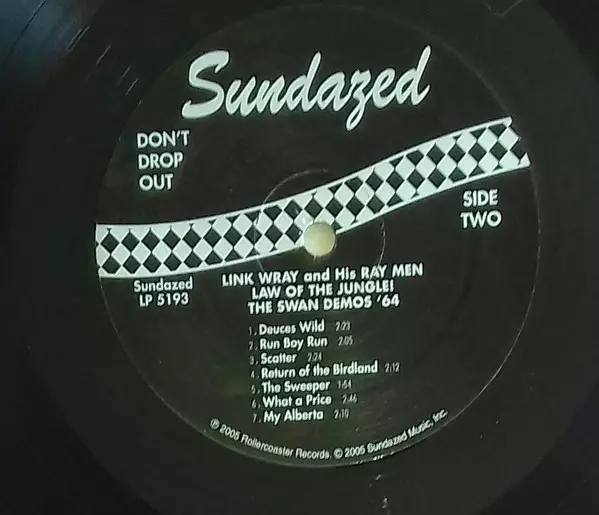 Sundazed
DON'T
DROP
OUT
SIDE
TWO
Sundazed
LP 5193
LINK WRAY and His RAY MEN
LAW OF THE JUNGLE!
THE SWAN DEMOS '64
1. Deuces Wild 2:23
2. Run Boy Run 2:05
3. Scatter 2:24
4. Return of the Birdland 2:12
5. The Sweeper 1:54
6. What a Price 2:46
7. My Alberta 2:10
℗ 2005 Rollercoaster Records. © 2005 Sundazed Music, Inc.